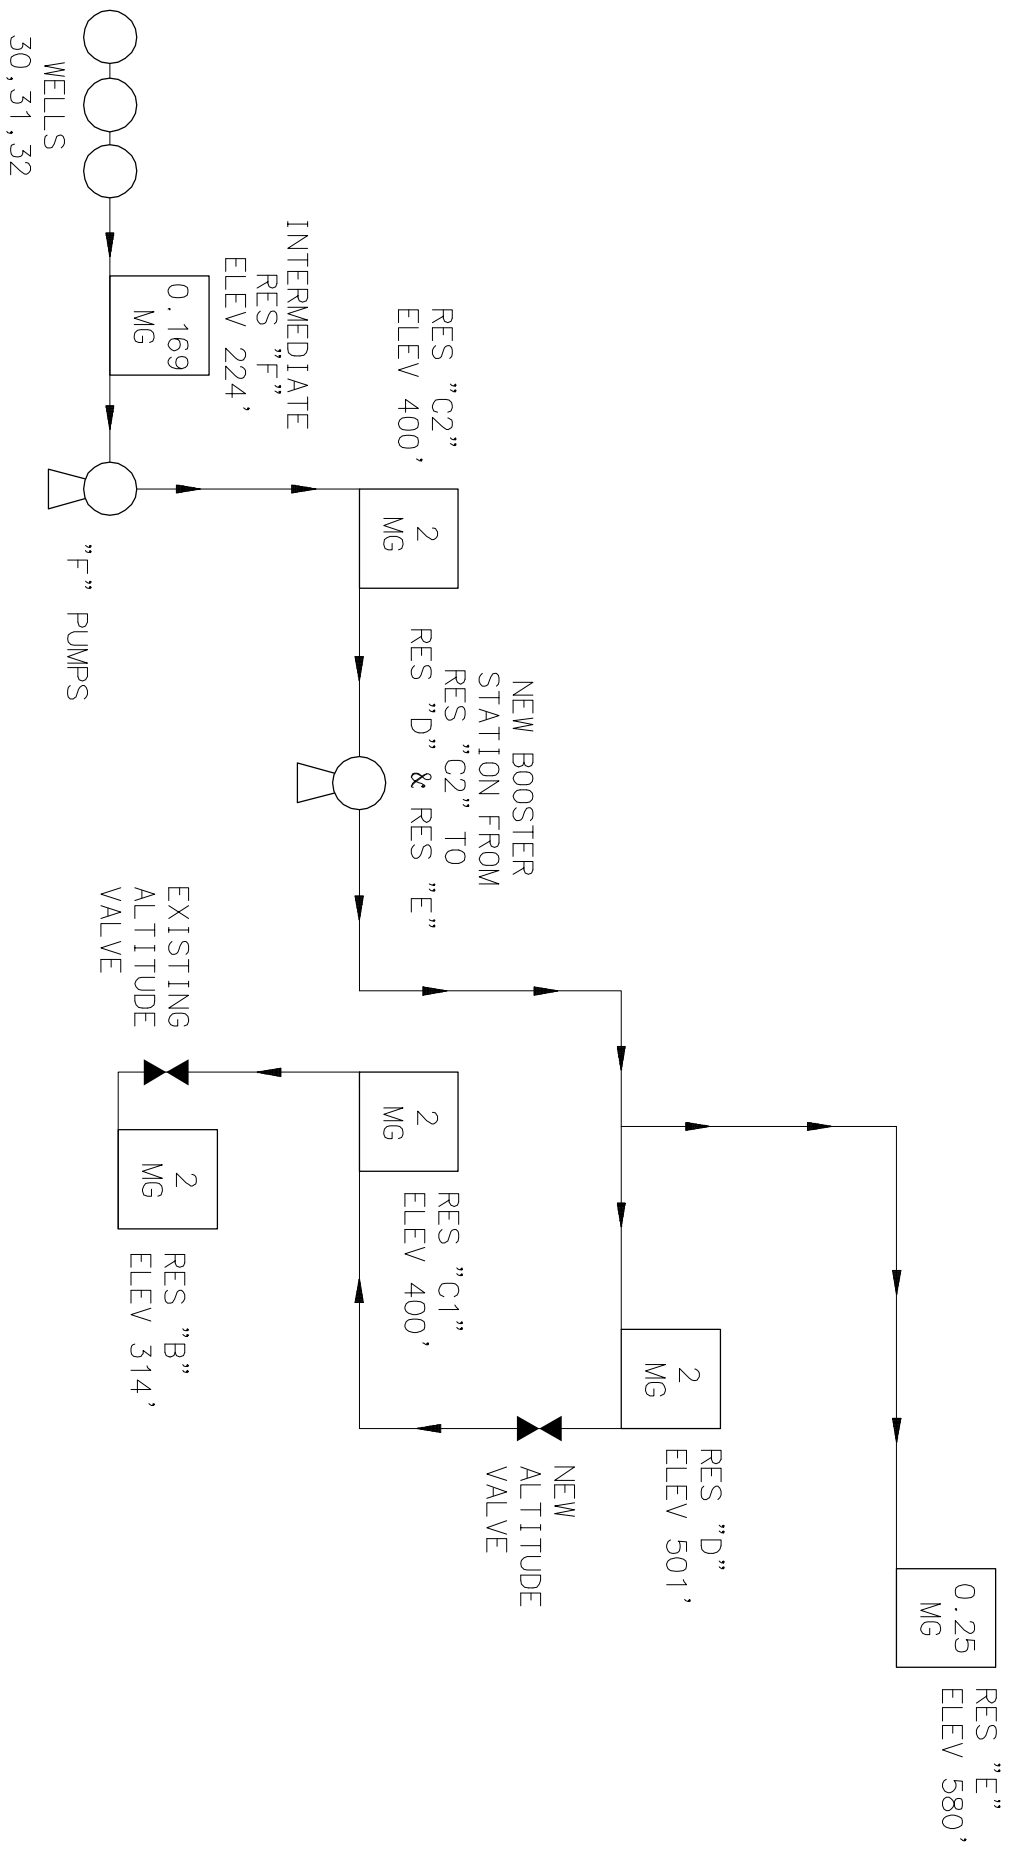 WELLS
30,31,32
0.169
MG
INTERMEDIATE
RES "F"
ELEV 224'
"F" PUMPS
RES "C2"
ELEV 400'
2
MG
NEW BOOSTER
STATION FROM
RES "C2" TO
RES "D" & RES "E"
EXISTING
ALTITUDE
VALVE
2
MG
RES "B"
ELEV 314'
2
MG
RES "C1"
ELEV 400'
NEW
ALTITUDE
VALVE
2
MG
RES "D"
ELEV 501'
0.25
MG
RES "E"
ELEV 580'